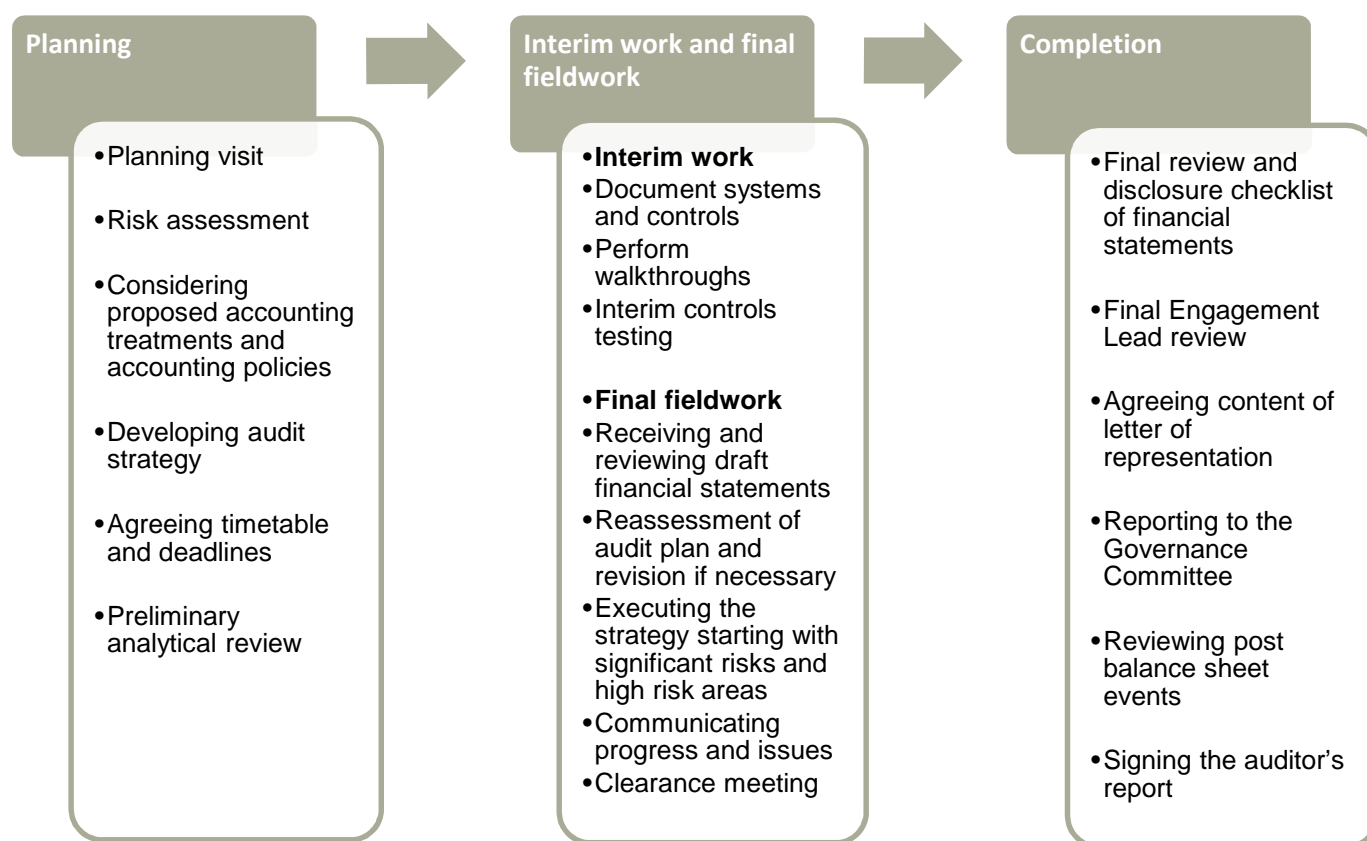 Planning
•Planning visit
•Risk assessment
•Considering
proposed accounting
treatments and
accounting policies
•Developing audit
strategy
•Agreeing timetable
and deadlines
•Preliminary
analytical review
Interim work and final
fieldwork
•Interim work
•Document systems
and controls
•Perform
walkthroughs
•Interim controls
testing
•Final fieldwork
•Receiving and
reviewing draft
financial statements
•Reassessment of
audit plan and
revision if necessary
•Executing the
strategy starting with
significant risks and
high risk areas
•Communicating
progress and issues
•Clearance meeting
Completion
•Final review and
disclosure checklist
of financial
statements
•Final Engagement
Lead review
•Agreeing content of
letter of
representation
•Reporting to the
Governance
Committee
•Reviewing post
balance sheet
events
•Signing the auditor’s
report